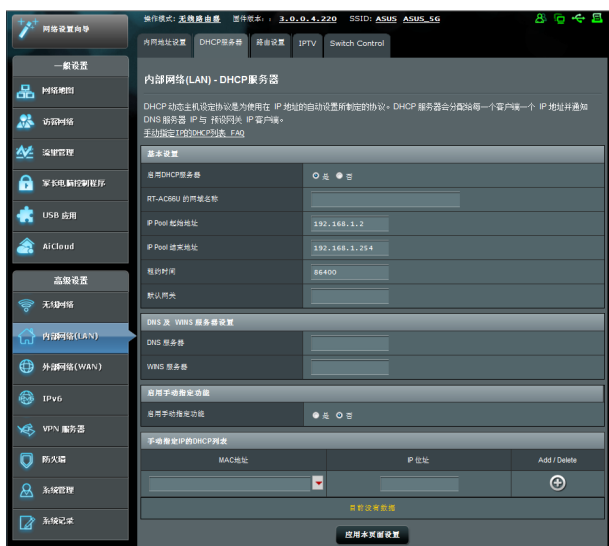 网络设置向导
操作模式: 无线路由器 固件版本: : 3.0.0.4.220 SSID: ASUS ASUS_5G
内网地址设置 DHCP服务器 路由设置 IPTV Switch Control
一般设置
网络地图
访客网络
流量管理
家长电脑控制程序
USB 应用
AiCloud
高级设置
无线网络
内部网络(LAN)
外部网络(WAN)
IPv6
VPN 服务器
防火墙
系统管理
系统记录
内部网络(LAN) - DHCP服务器
DHCP 动态主机设定协议是为使用在 IP 地址的自动设置所制定的协议。DHCP 服务器会分配给每一个客户端一个 IP 地址并通知
DNS 服务器 IP 与 预设网关 IP 客户端。
手动指定IP的DHCP列表 FAQ
基本设置
启用DHCP服务器 是 否
RT-AC66U 的网域名称
IP Pool 起始地址 192.168.1.2
IP Pool 结束地址 192.168.1.254
租约时间 86400
默认网关
DNS 及 WINS 服务器设置
DNS 服务器
WINS 服务器
启用手动指定功能
启用手动指定功能 是 否
手动指定IP的DHCP列表
MAC地址 IP 位址 Add / Delete
目前没有数据
应用本页面设置